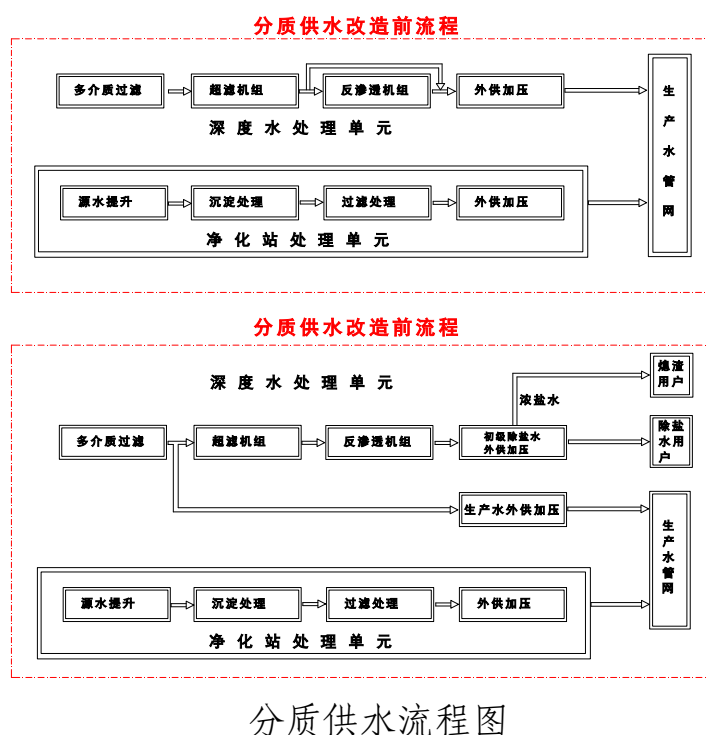 分质供水改造前流程
多介质过滤
超滤机组
反渗透机组
外供加压
深度水处理单元
生产水管网
源水提升
沉淀处理
过滤处理
外供加压
净化站处理单元
分质供水改造前流程
深度水处理单元
熄渣
用户
浓盐水
多介质过滤
超滤机组
反渗透机组
初级除盐水
外供加压
除盐
水用
户
生产水外供加压
生产水管网
源水提升
沉淀处理
过滤处理
外供加压
净化站处理单元
分质供水流程图